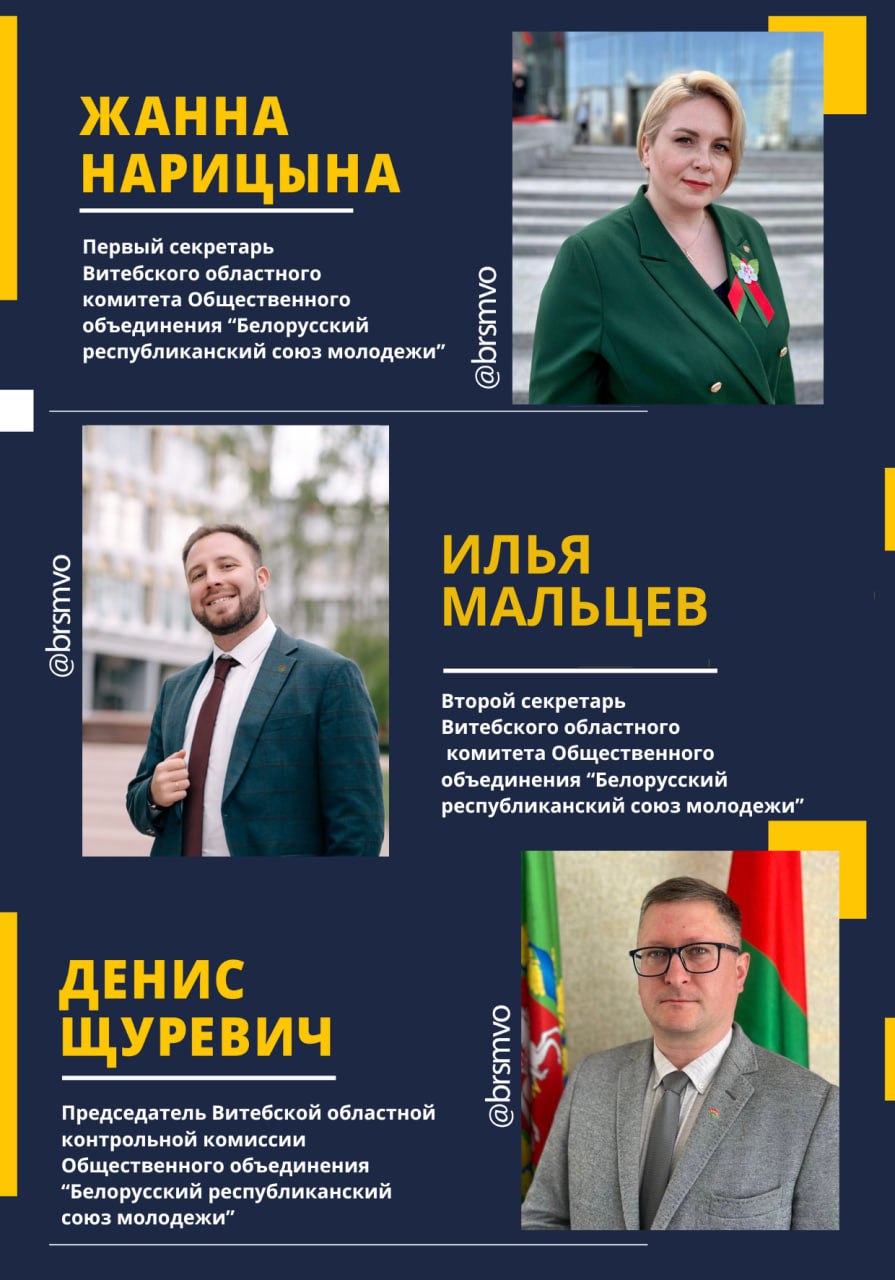 ЖАННА
НАРИЦЫНА
Первый секретарь
Витебского областного
комитета Общественного
объединения “Белорусский
республиканский союз молодежи”
@brsmvo
@brsmvo
ИЛЬЯ
МАЛЬЦЕВ
Второй секретарь
Витебского областного
комитета Общественного
объединения “Белорусский
республиканский союз молодежи”
ДЕНИС
ЩУРЕВИЧ
Председатель Витебской областной
контрольной комиссии
Общественного объединения
“Белорусский республиканский
союз молодежи”
@brsmvo